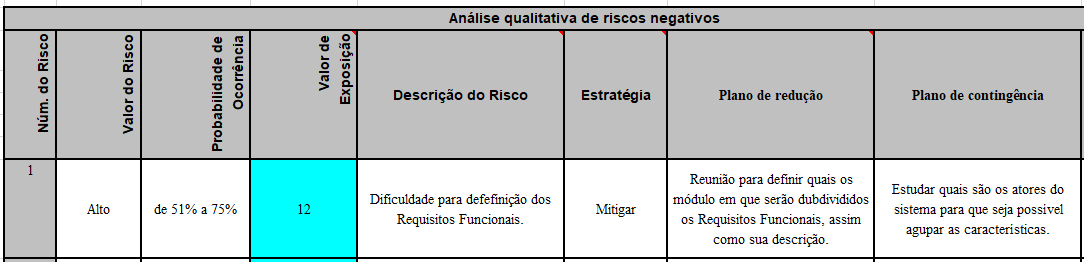 Análise qualitativa de riscos negativos
Núm. do Risco
Valor do Risco
Probabilidade de
Ocorrência
Valor de
Exposição
Descrição do Risco
Estratégia
Plano de redução
Plano de contingência
1
Alto
de 51% a 75%
12
Dificuldade para defefinição dos
Requisitos Funcionais.
Mitigar
Reunião para definir quais os
módulo em que serão dubdivididos
os Requisitos Funcionais, assim
como sua descrição.
Estudar quais são os atores do
sistema para que seja possivel
agupar as caracteristicas.